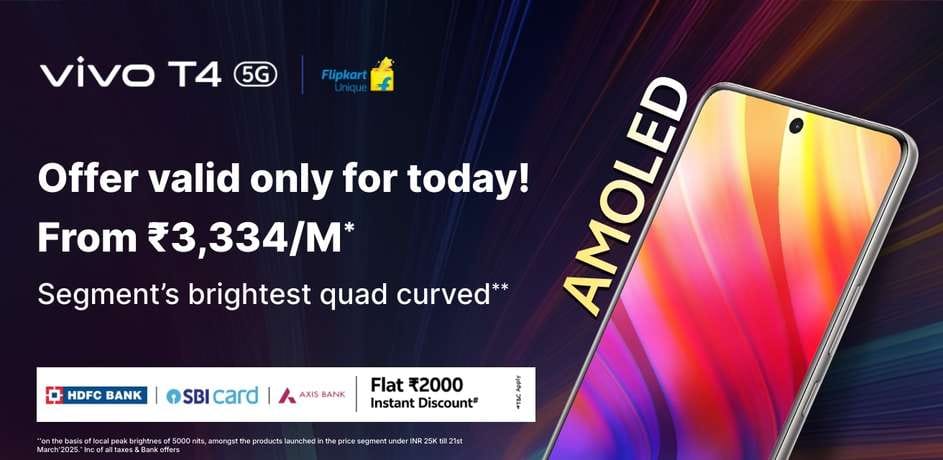 vivo T4 5G
Flipkart
Unique
AMOLED
Offer valid only for today!
From ₹3,334/M*
Segment's brightest quad curved**
HDFC BANK | SBI card | AXIS BANK
Flat ₹2000
Instant Discount#
*T&C Apply
**on the basis of local peak brightnes of 5000 nits, amongst the products launched in the price segment under INR 25K till 21st
March'2025.* Inc of all taxes & Bank offers